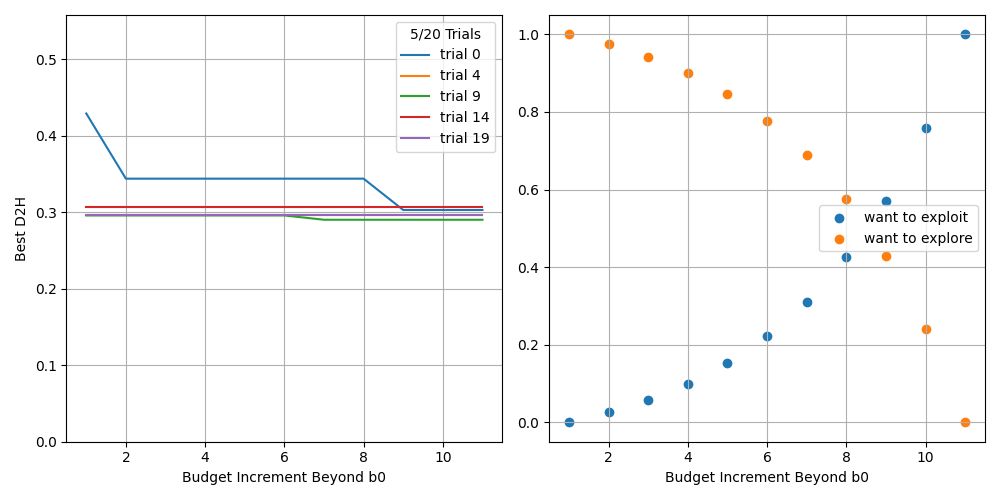 5/20 Trials
trial 0
trial 4
trial 9
trial 14
trial 19
0.5
0.4
0.3
0.2
0.1
0.0
Best D2H
2
4
6
8
10
Budget Increment Beyond b0
1.0
0.8
0.6
0.4
0.2
0.0
want to exploit
want to explore
2
4
6
8
10
Budget Increment Beyond b0